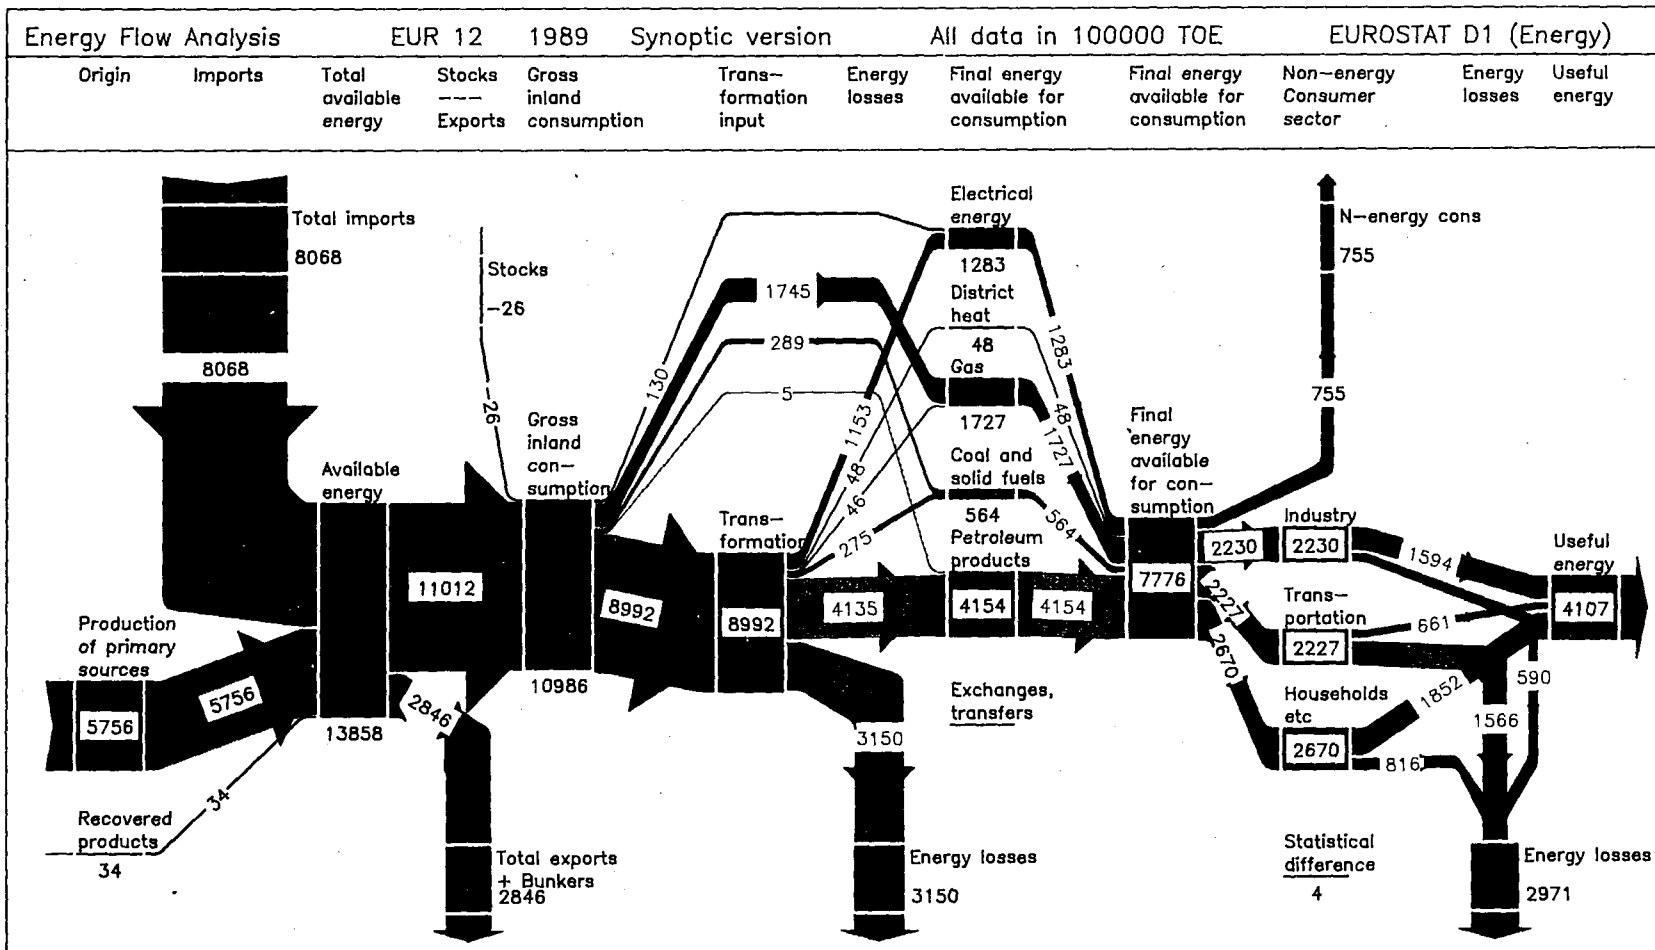 Energy Flow Analysis EUR 12 1989 Synoptic version All data in 100000 TOE EUROSTAT D1 (Energy)
Origin
Imports
Total
available
energy
Stocks
---
Exports
Gross
inland
consumption
Trans-
formation
input
Energy
losses
Final energy
available for
consumption
Final energy
available for
consumption
Non-energy
Consumer
sector
Energy
losses
Useful
energy
Total imports
8068
8068
Production
of primary
sources
5756
5756
Recovered
products
34
34
Available
energy
13858
Stocks
-26
-26
11012
2846
Total exports
+ Bunkers
2846
Gross
inland
con-
sumption
10986
130
1745
289
5
8992
Trans-
formation
8992
1153
48
46
275
4135
3150
Energy losses
3150
Electrical
energy
1283
District
heat
48
Gas
1727
Coal and
solid fuels
564
Petroleum
products
4154
Exchanges,
transfers
1283
48
1727
564
4154
Final
energy
available
for con-
sumption
7776
N-energy cons
755
755
2230
2227
2670
Industry
2230
Trans-
portation
2227
Households
etc
2670
Statistical
difference
4
1594
661
1852
816
590
1566
Useful
energy
4107
Energy losses
2971